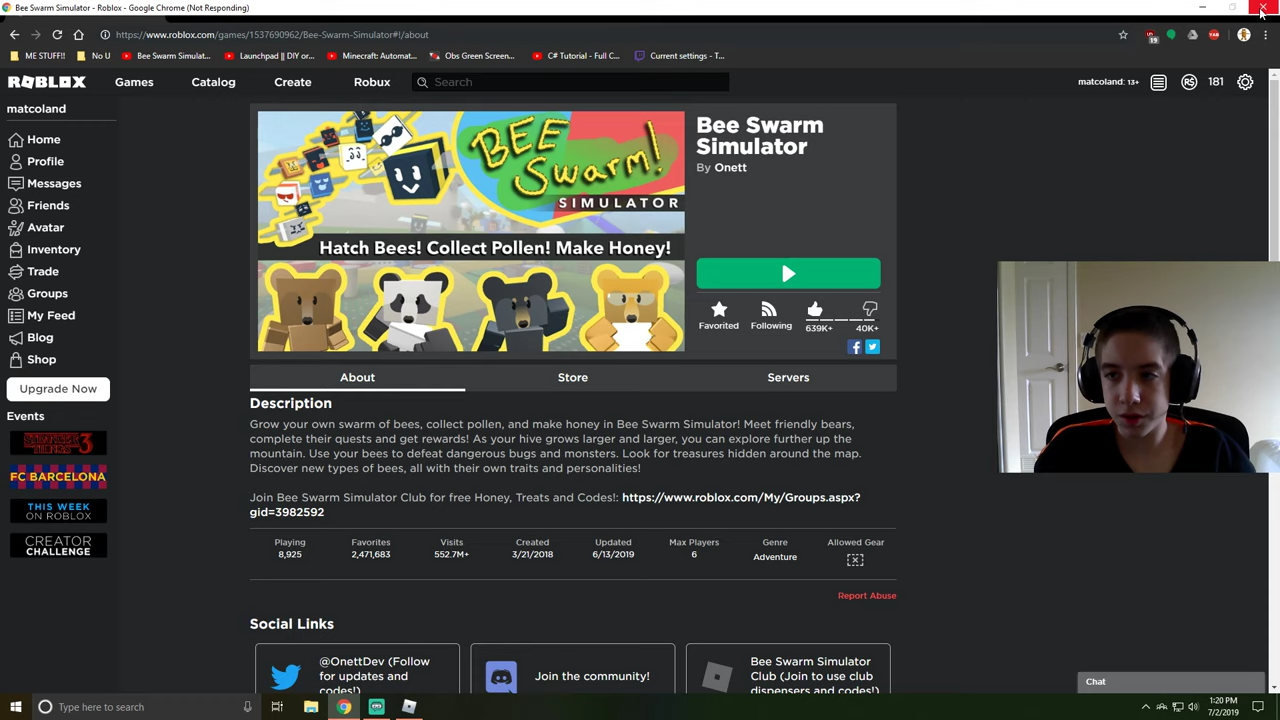 Bee Swarm Simulator - Roblox - Google Chrome (Not Responding)
https://www.roblox.com/games/1537690962/Bee-Swarm-Simulator#!/about
19
ME STUFF!! No U Bee Swarm Simulat... Launchpad || DIY or... Minecraft: Automat... Obs Green Screen... C# Tutorial - Full C... Current settings - T...
ROBLOX Games Catalog Create Robux Search matcoland: 13+ 181
matcoland
Home
Profile
Messages
Friends
Avatar
Inventory
Trade
Groups
My Feed
Blog
Shop
Upgrade Now
Events
STRANGER THINGS 3
FC BARCELONA
THIS WEEK
ON ROBLOX
CREATOR
CHALLENGE
BEE
Swarm!
SIMULATOR
Hatch Bees! Collect Pollen! Make Honey!
Bee Swarm
Simulator
By Onett
Favorited Following 639K+ 40K+
About Store Servers
Description
Grow your own swarm of bees, collect pollen, and make honey in Bee Swarm Simulator! Meet friendly bears,
complete their quests and get rewards! As your hive grows larger and larger, you can explore further up the
mountain. Use your bees to defeat dangerous bugs and monsters. Look for treasures hidden around the map.
Discover new types of bees, all with their own traits and personalities!
Join Bee Swarm Simulator Club for free Honey, Treats and Codes!: https://www.roblox.com/My/Groups.aspx?
gid=3982592
Playing Favorites Visits Created Updated Max Players Genre Allowed Gear
8,925 2,471,683 552.7M+ 3/21/2018 6/13/2019 6 Adventure
Report Abuse
Social Links
@OnettDev (Follow
for updates and
codes!)
Join the community!
Bee Swarm Simulator
Club (Join to use club
dispensers and codes!)
Chat
Type here to search
1:20 PM
7/2/2019